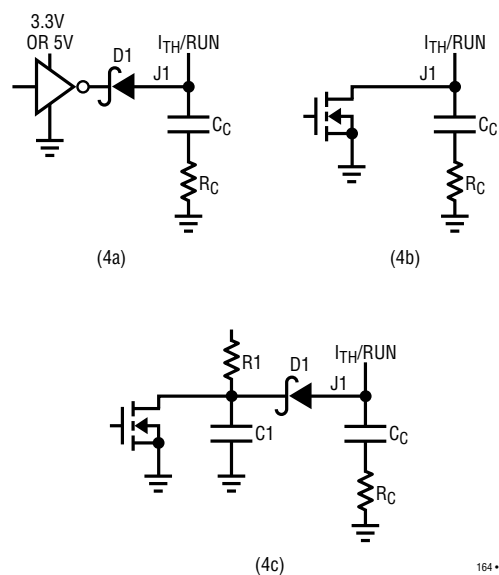 3.3V
OR 5V
D1
J1
ITH/RUN
CC
RC
(4a)
ITH/RUN
J1
CC
RC
(4b)
R1
D1
ITH/RUN
J1
C1
CC
RC
(4c)
164 •